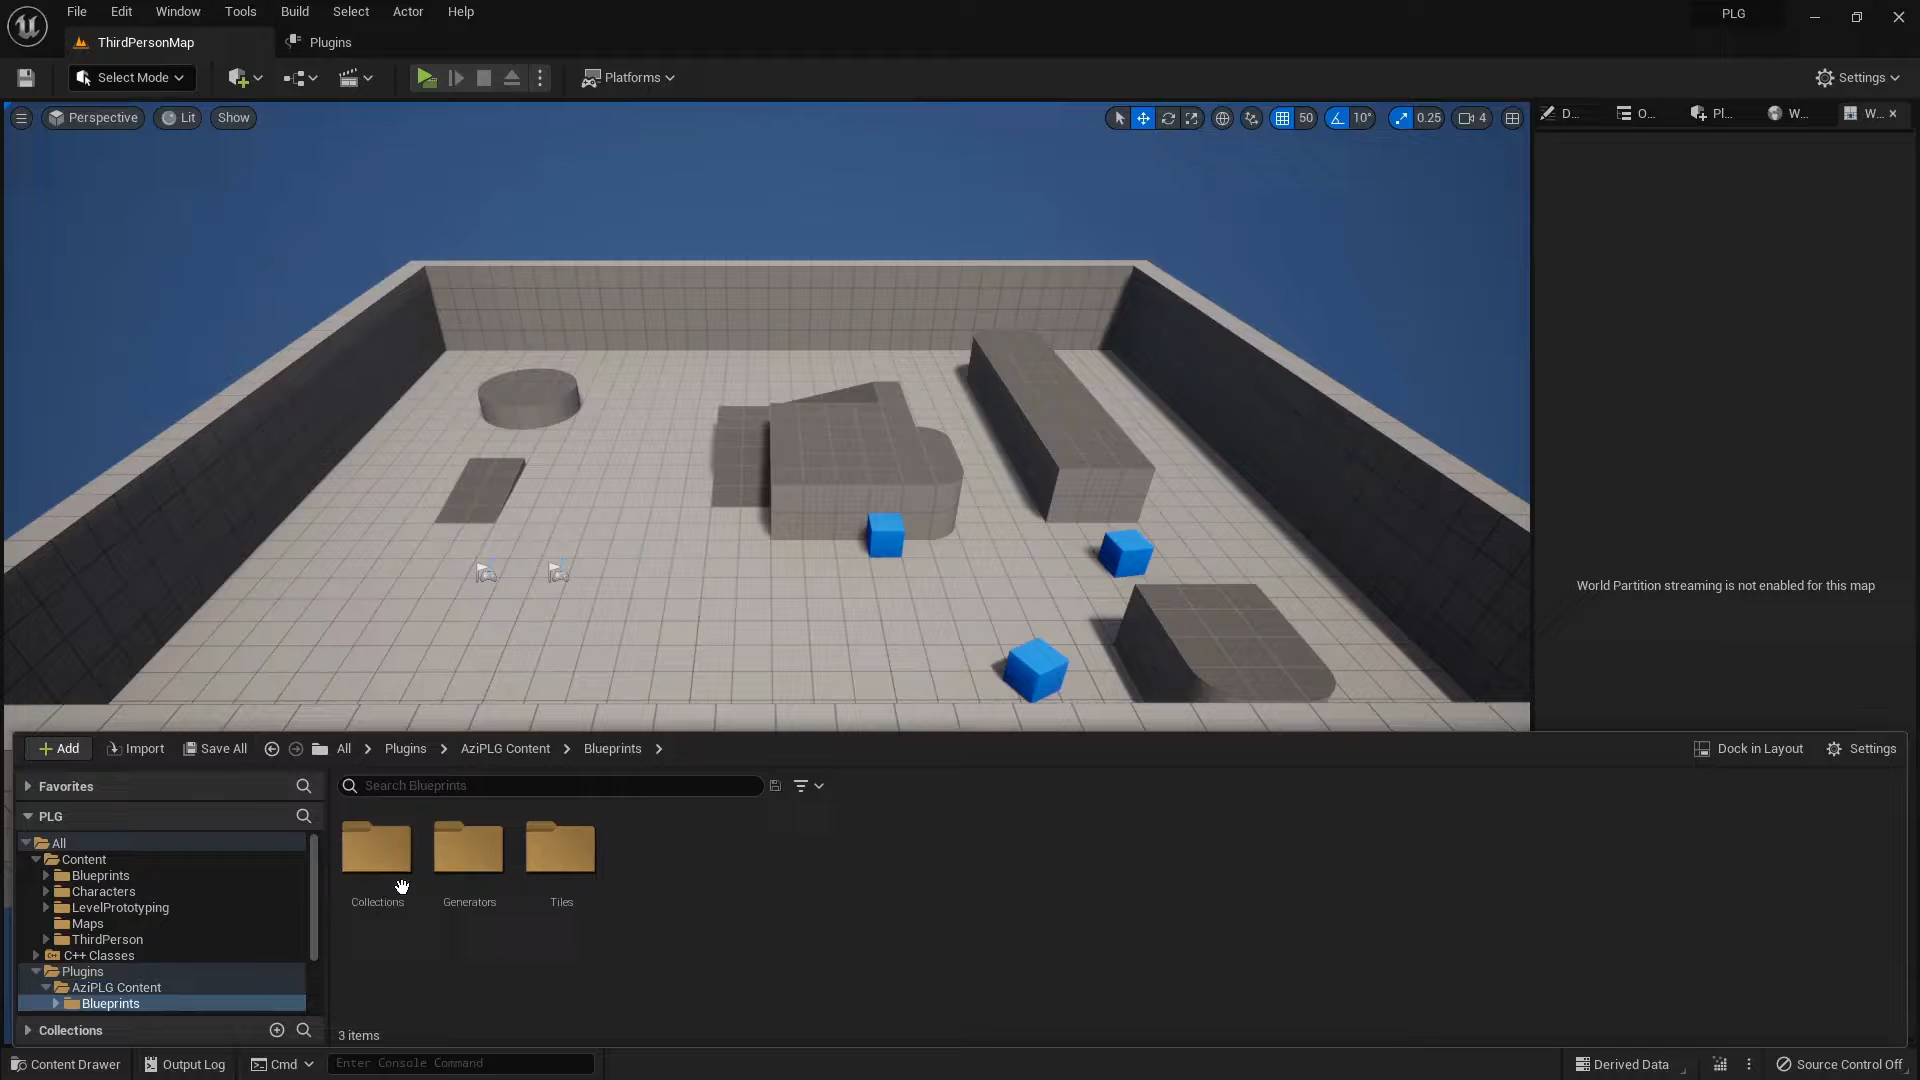 File Edit Window Tools Build Select Actor Help PLG
ThirdPersonMap Plugins
Select Mode Platforms Settings
Perspective Lit Show 50 10° 0.25 4 D... O... Pl... W... W...
World Partition streaming is not enabled for this map
Add Import Save All All Plugins AziPLG Content Blueprints Dock in Layout Settings
Favorites Search Blueprints
PLG
All
Content
Blueprints
Characters
LevelPrototyping
Maps
ThirdPerson
C++ Classes
Plugins
AziPLG Content
Blueprints
Collections Generators Tiles
Collections 3 items
Content Drawer Output Log Cmd Enter Console Command Derived Data Source Control Off